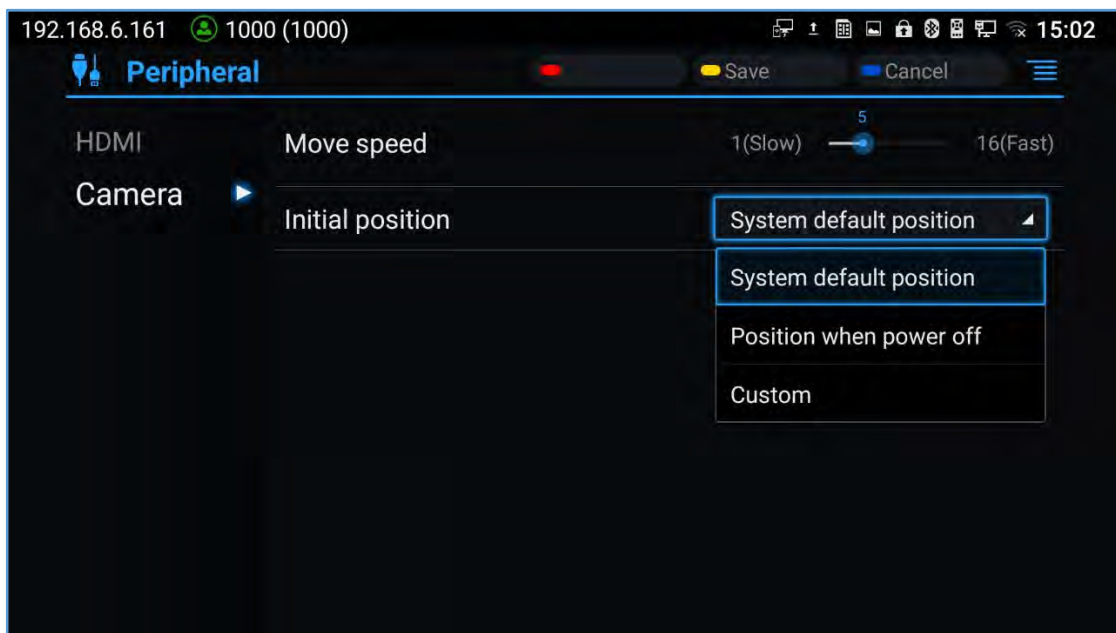 192.168.6.161 1000 (1000) 15:02
Peripheral Save Cancel
HDMI
Camera
Move speed 1(Slow) 5 16(Fast)
Initial position System default position
System default position
Position when power off
Custom